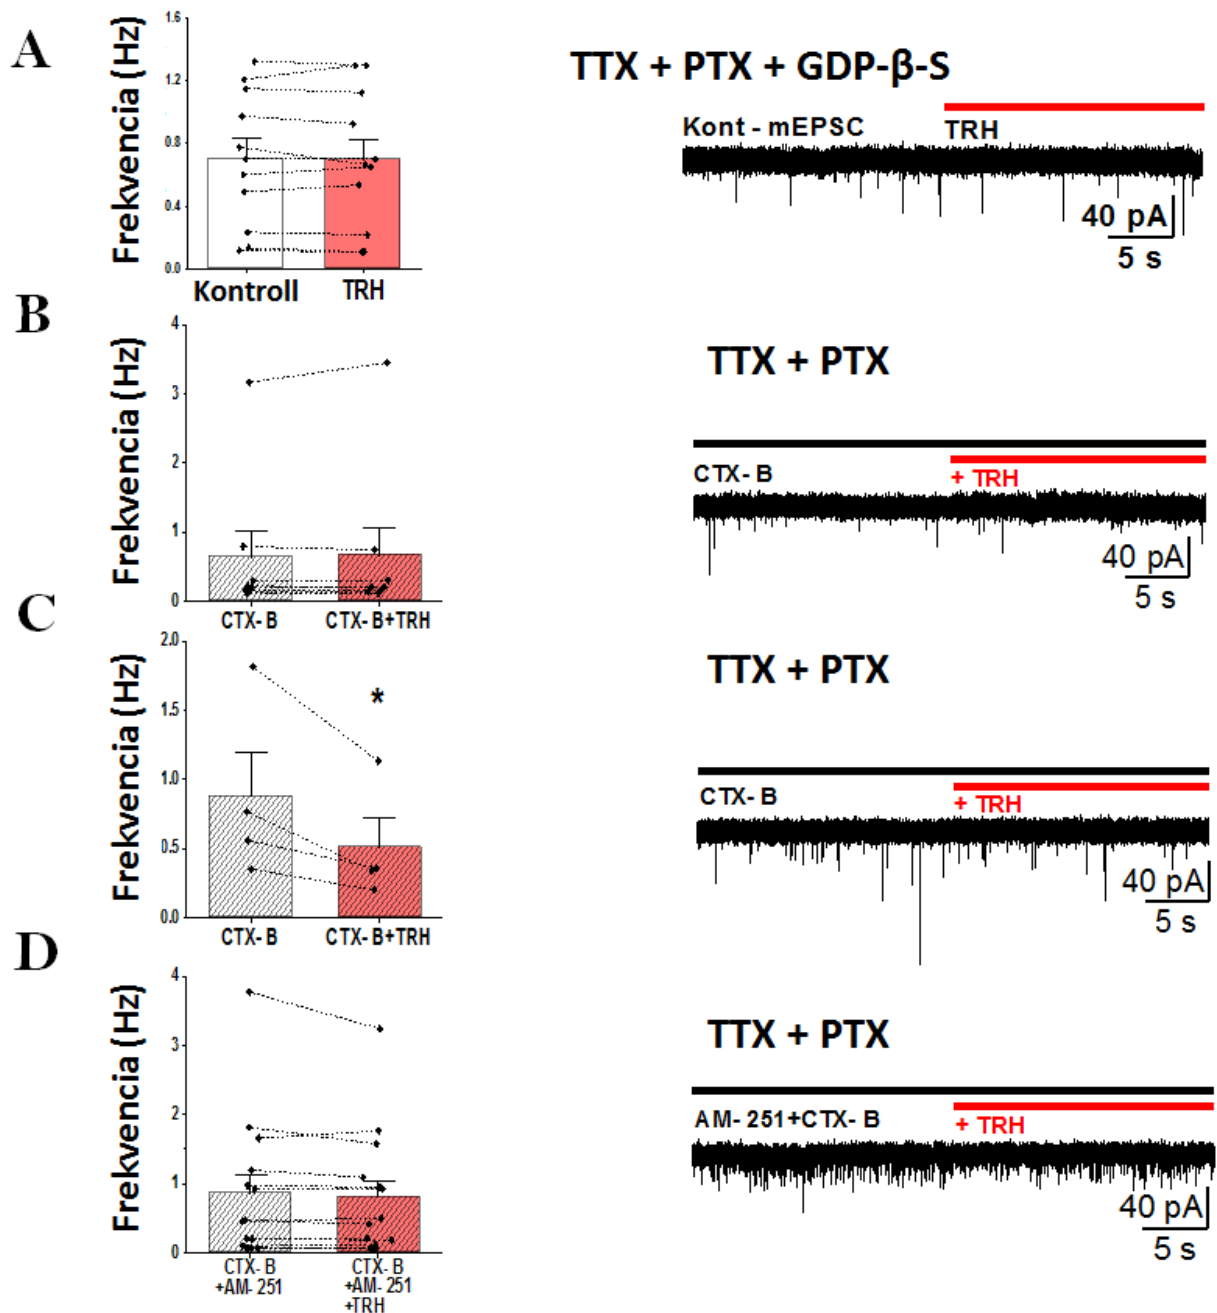 A
Frekvencia (Hz)
1.6
1.2
0.8
0.4
0.0
Kontroll
TRH
TTX + PTX + GDP-β-S
Kont - mEPSC
TRH
40 pA
5 s
B
Frekvencia (Hz)
4
3
2
1
0
CTX- B
CTX- B+TRH
TTX + PTX
CTX- B
+ TRH
40 pA
5 s
C
Frekvencia (Hz)
2.0
1.5
1.0
0.5
0.0
*
CTX- B
CTX- B+TRH
TTX + PTX
CTX- B
+ TRH
40 pA
5 s
D
Frekvencia (Hz)
4
3
2
1
0
CTX- B
+AM- 251
CTX- B
+AM- 251
+TRH
TTX + PTX
AM- 251+CTX- B
+ TRH
40 pA
5 s